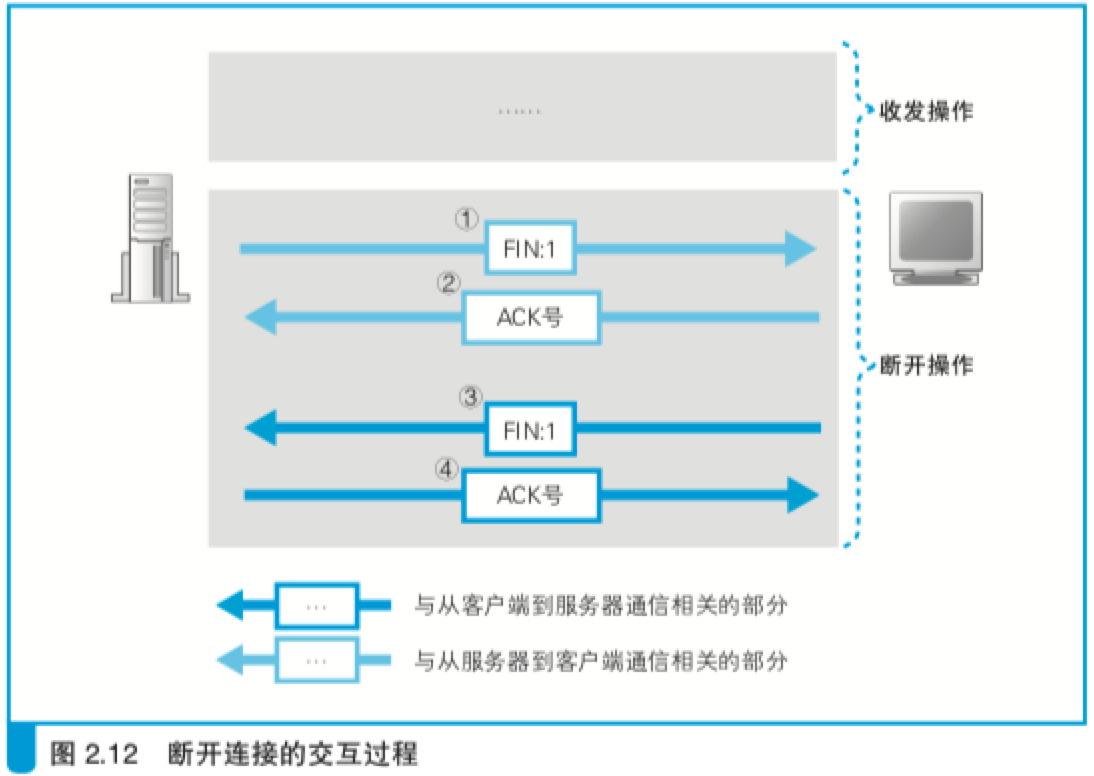 ……
收发操作
①
FIN:1
②
ACK号
断开操作
③
FIN:1
④
ACK号
… 与从客户端到服务器通信相关的部分
… 与从服务器到客户端通信相关的部分
图 2.12 断开连接的交互过程